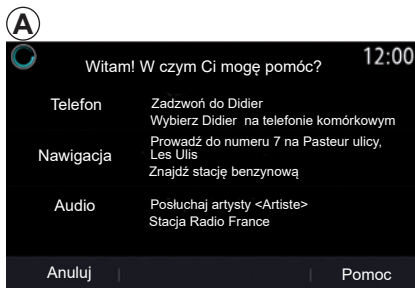 A
Witam! W czym Ci mogę pomóc?
12:00
Telefon
Zadzwoń do Didier
Wybierz Didier na telefonie komórkowym
Nawigacja
Prowadź do numeru 7 na Pasteur ulicy,
Les Ulis
Znajdź stację benzynową
Audio
Posłuchaj artysty <Artiste>
Stacja Radio France
Anuluj
Pomoc